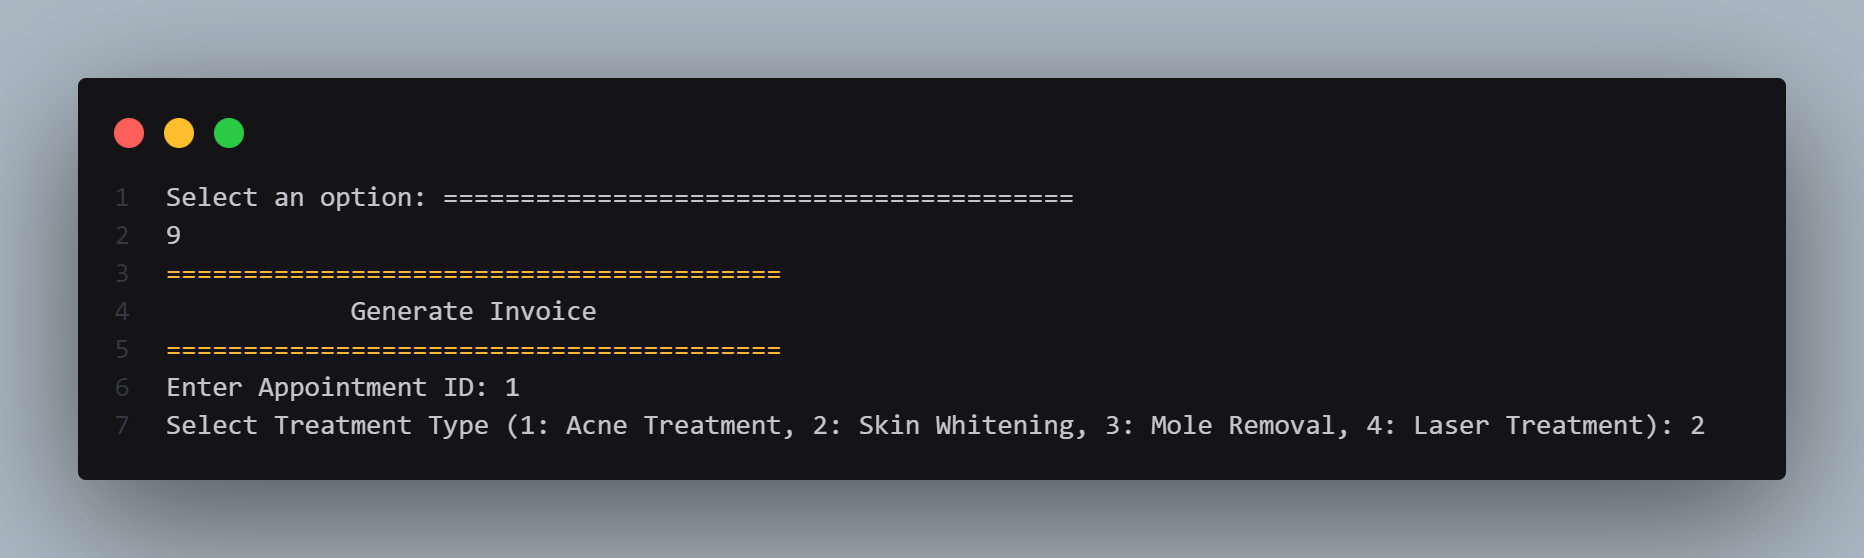 1 Select an option: =========================================
2 9
3 ========================================
4 Generate Invoice
5 ========================================
6 Enter Appointment ID: 1
7 Select Treatment Type (1: Acne Treatment, 2: Skin Whitening, 3: Mole Removal, 4: Laser Treatment): 2